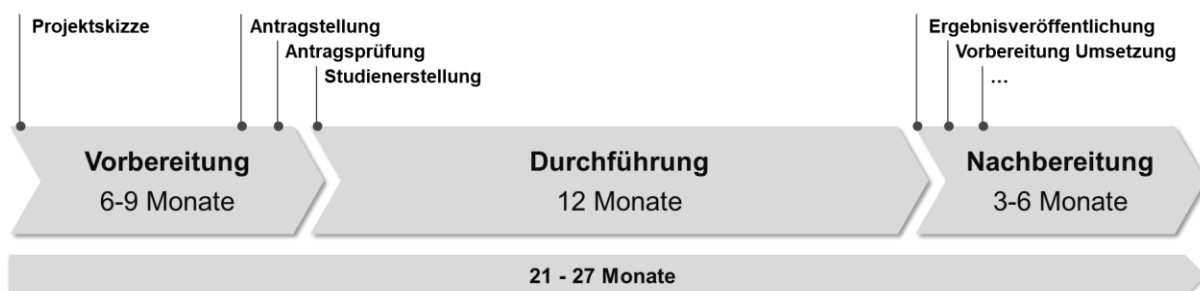 Projektskizze
Antragstellung
Antragsprüfung
Studienerstellung
Ergebnisveröffentlichung
Vorbereitung Umsetzung
...
Vorbereitung
6-9 Monate
Durchführung
12 Monate
Nachbereitung
3-6 Monate
21 - 27 Monate